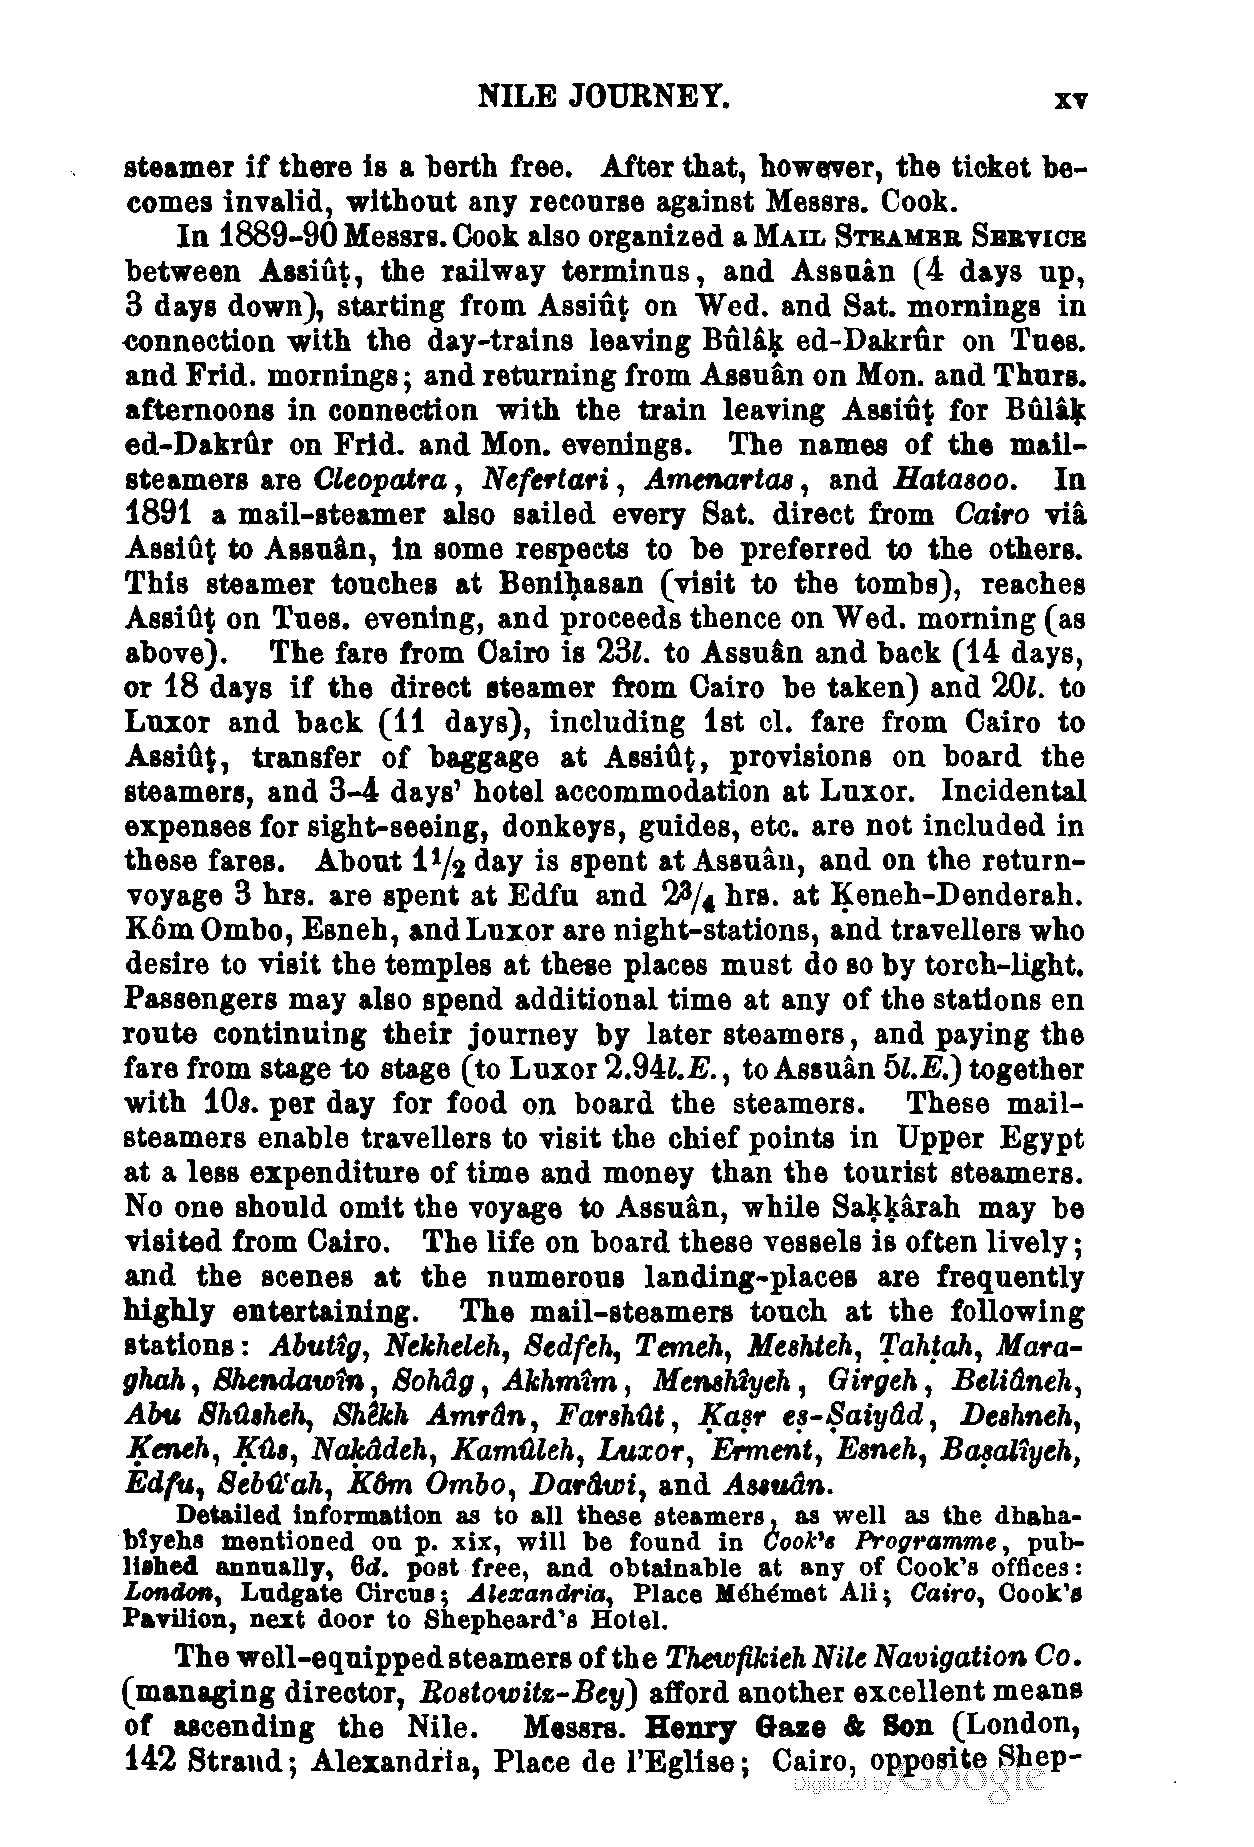 NILE JOURNEY. xv
steamer if there is a berth free. After that, however, the ticket be-
comes invalid, without any recourse against Messrs. Cook.
In 1889-90 Messrs. Cook also organized a MAIL STEAMER SERVICE
between Assiûṭ, the railway terminus, and Assuân (4 days up,
3 days down), starting from Assiûṭ on Wed. and Sat. mornings in
connection with the day-trains leaving Bûlâḳ ed-Dakrûr on Tues.
and Frid. mornings; and returning from Assuân on Mon. and Thurs.
afternoons in connection with the train leaving Assiûṭ for Bûlâḳ
ed-Dakrûr on Frid. and Mon. evenings. The names of the mail-
steamers are Cleopatra, Nefertari, Amenartas, and Hatasoo. In
1891 a mail-steamer also sailed every Sat. direct from Cairo viâ
Assiûṭ to Assuân, in some respects to be preferred to the others.
This steamer touches at Beniḥasan (visit to the tombs), reaches
Assiûṭ on Tues. evening, and proceeds thence on Wed. morning (as
above). The fare from Cairo is 23l. to Assuân and back (14 days,
or 18 days if the direct steamer from Cairo be taken) and 20l. to
Luxor and back (11 days), including 1st cl. fare from Cairo to
Assiûṭ, transfer of baggage at Assiûṭ, provisions on board the
steamers, and 3-4 days' hotel accommodation at Luxor. Incidental
expenses for sight-seeing, donkeys, guides, etc. are not included in
these fares. About 1½ day is spent at Assuân, and on the return-
voyage 3 hrs. are spent at Edfu and 2¾ hrs. at Ḳeneh-Denderah.
Kôm Ombo, Esneh, and Luxor are night-stations, and travellers who
desire to visit the temples at these places must do so by torch-light.
Passengers may also spend additional time at any of the stations en
route continuing their journey by later steamers, and paying the
fare from stage to stage (to Luxor 2.94l.E., to Assuân 5l.E.) together
with 10s. per day for food on board the steamers. These mail-
steamers enable travellers to visit the chief points in Upper Egypt
at a less expenditure of time and money than the tourist steamers.
No one should omit the voyage to Assuân, while Saḳḳârah may be
visited from Cairo. The life on board these vessels is often lively;
and the scenes at the numerous landing-places are frequently
highly entertaining. The mail-steamers touch at the following
stations: Abutîg, Nekheleh, Sedfeh, Temeh, Meshteh, Ṭahṭah, Mara-
ghah, Shendawîn, Sohâg, Akhmîm, Menshîyeh, Girgeh, Beliâneh,
Abu Shûsheh, Shêkh Amrân, Farshût, Ḳaṣr eṣ-Ṣaiyâd, Deshneh,
Ḳeneh, Ḳûs, Naḳâdeh, Kamûleh, Luxor, Erment, Esneh, Baṣalîyeh,
Edfu, Sebûʿah, Kôm Ombo, Darâwi, and Assuân.
Detailed information as to all these steamers, as well as the dhaha-
bîyehs mentioned on p. xix, will be found in Cook's Programme, pub-
lished annually, 6d. post free, and obtainable at any of Cook's offices:
London, Ludgate Circus; Alexandria, Place Méhémet Ali; Cairo, Cook's
Pavilion, next door to Shepheard's Hotel.
The well-equipped steamers of the Thewfikieh Nile Navigation Co.
(managing director, Rostowitz-Bey) afford another excellent means
of ascending the Nile. Messrs. Henry Gaze & Son (London,
142 Strand; Alexandria, Place de l'Eglise; Cairo, opposite Shep-
Digitized by Google